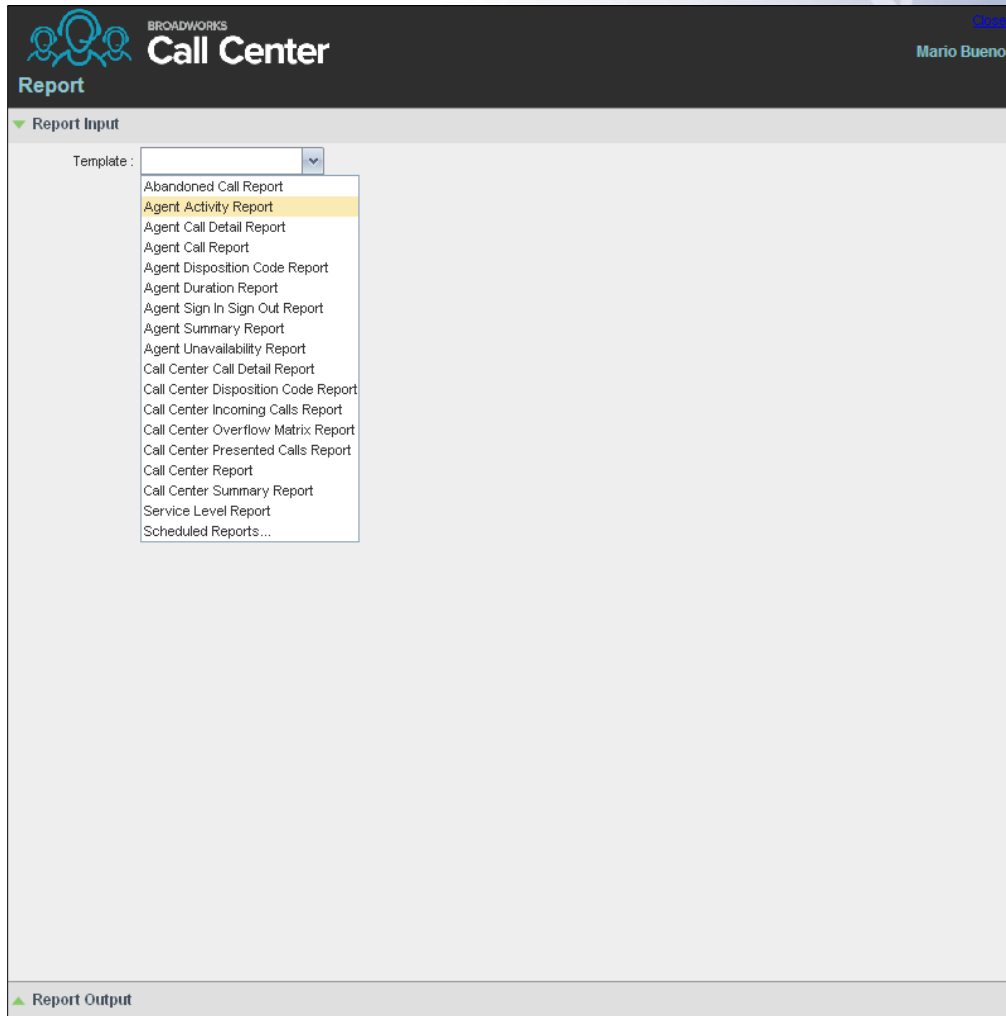 Close
BROADWORKS
Call Center
Mario Bueno
Report
Report Input
Template :
Abandoned Call Report
Agent Activity Report
Agent Call Detail Report
Agent Call Report
Agent Disposition Code Report
Agent Duration Report
Agent Sign In Sign Out Report
Agent Summary Report
Agent Unavailability Report
Call Center Call Detail Report
Call Center Disposition Code Report
Call Center Incoming Calls Report
Call Center Overflow Matrix Report
Call Center Presented Calls Report
Call Center Report
Call Center Summary Report
Service Level Report
Scheduled Reports...
Report Output